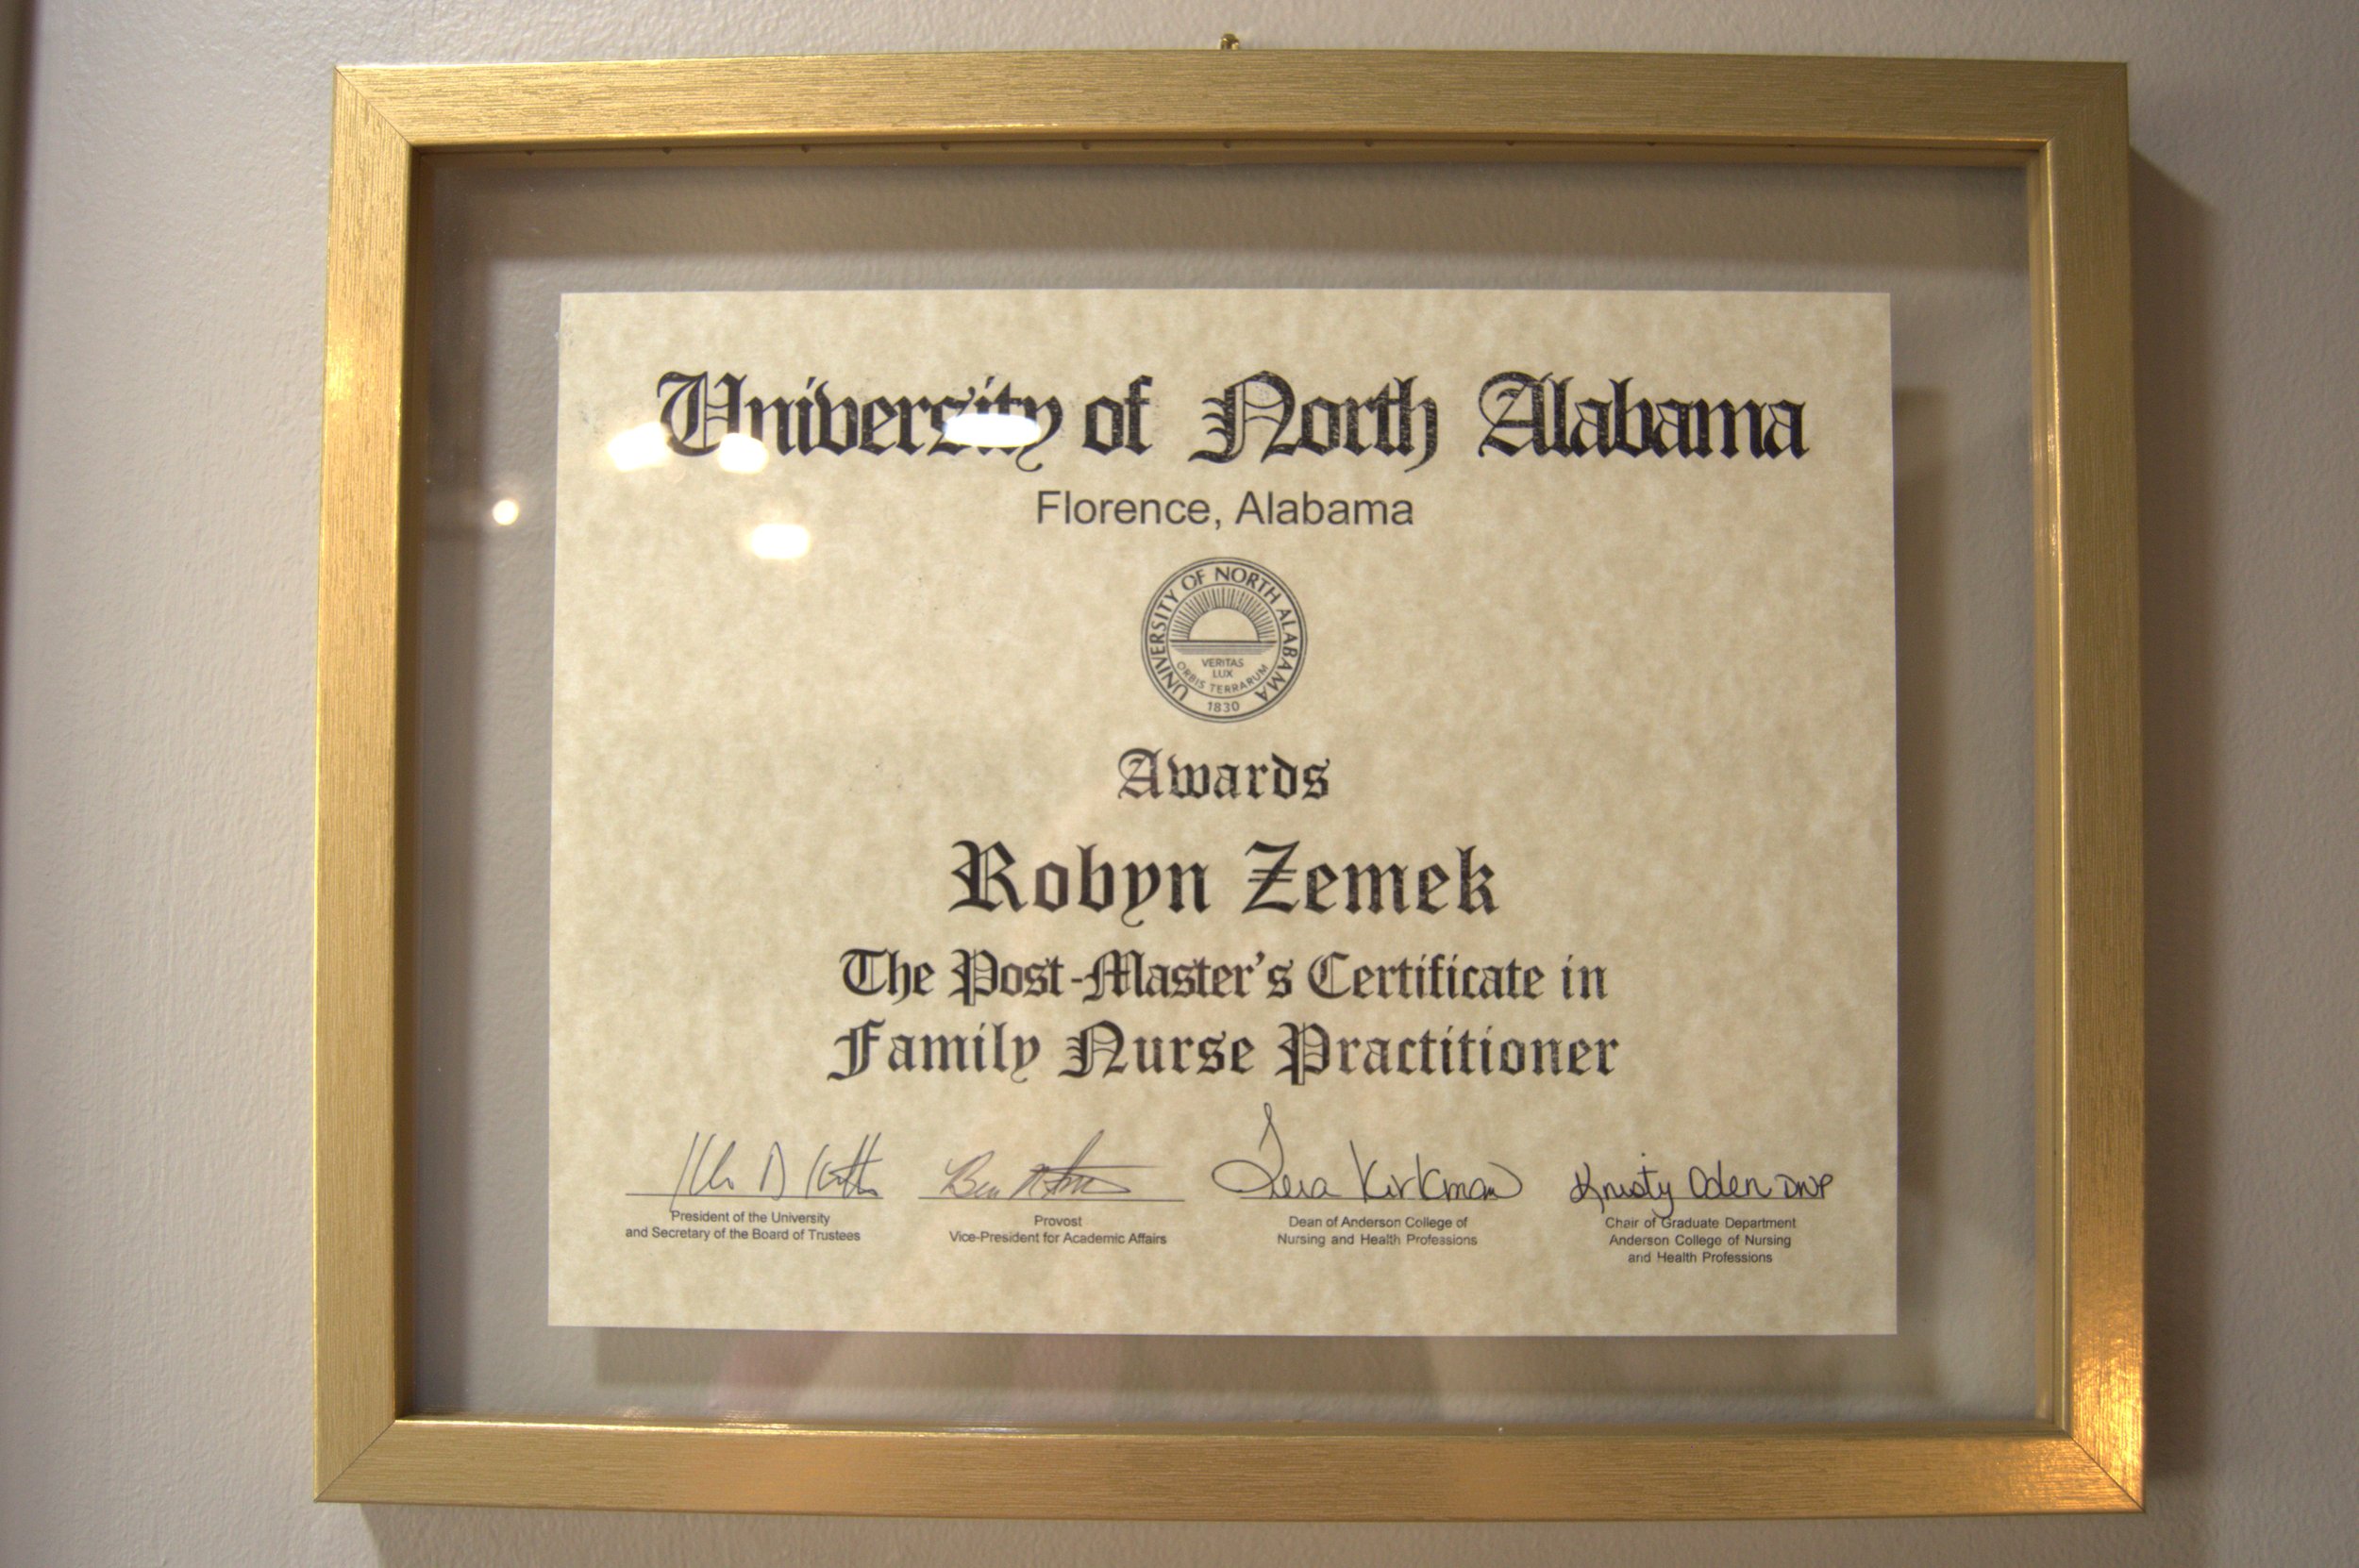 University of North Alabama
Florence, Alabama
UNIVERSITY OF NORTH ALABAMA
VERITAS
LUX
ORBIS TERRARUM
1830
Awards
Robyn Zemek
The Post-Master's Certificate in
Family Nurse Practitioner
Tera Kirkman
Kristy Oden DNP
President of the University
and Secretary of the Board of Trustees
Provost
Vice-President for Academic Affairs
Dean of Anderson College of
Nursing and Health Professions
Chair of Graduate Department
Anderson College of Nursing
and Health Professions